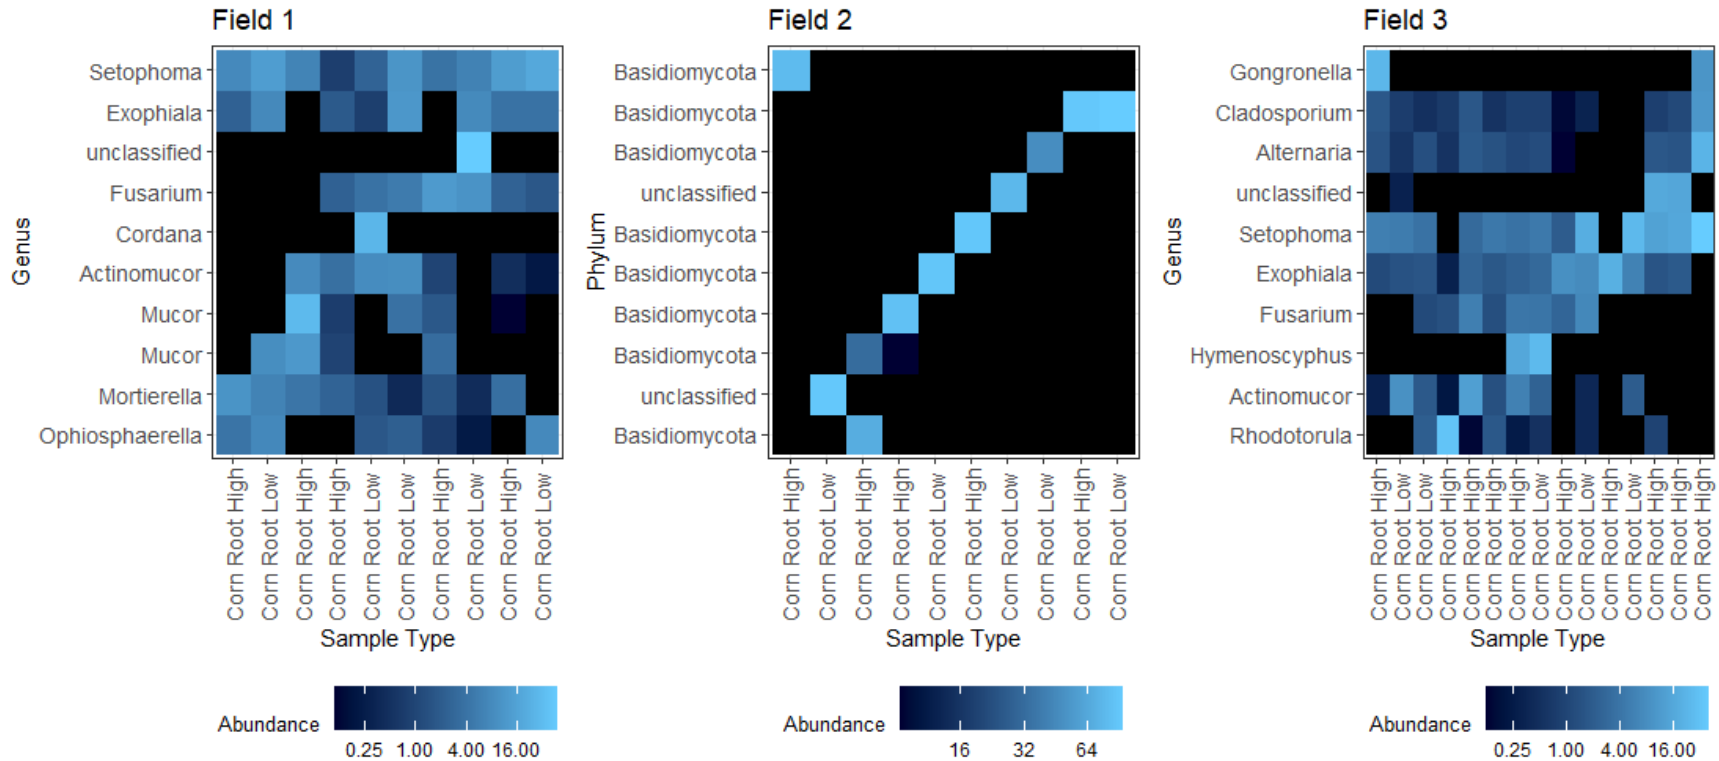 Field 1
Genus
Setophoma
Exophiala
unclassified
Fusarium
Cordana
Actinomucor
Mucor
Mucor
Mortierella
Ophiosphaerella
Corn Root High
Corn Root Low
Corn Root High
Corn Root High
Corn Root Low
Corn Root Low
Corn Root High
Corn Root Low
Corn Root High
Corn Root Low
Sample Type
Abundance
0.25 1.00 4.00 16.00
Field 2
Phylum
Basidiomycota
Basidiomycota
Basidiomycota
unclassified
Basidiomycota
Basidiomycota
Basidiomycota
Basidiomycota
unclassified
Basidiomycota
Corn Root High
Corn Root Low
Corn Root High
Corn Root High
Corn Root Low
Corn Root High
Corn Root Low
Corn Root Low
Corn Root High
Corn Root Low
Sample Type
Abundance
16 32 64
Field 3
Genus
Gongronella
Cladosporium
Alternaria
unclassified
Setophoma
Exophiala
Fusarium
Hymenoscyphus
Actinomucor
Rhodotorula
Corn Root High
Corn Root Low
Corn Root Low
Corn Root High
Corn Root High
Corn Root High
Corn Root High
Corn Root Low
Corn Root High
Corn Root Low
Corn Root High
Corn Root Low
Corn Root High
Corn Root High
Corn Root High
Sample Type
Abundance
0.25 1.00 4.00 16.00